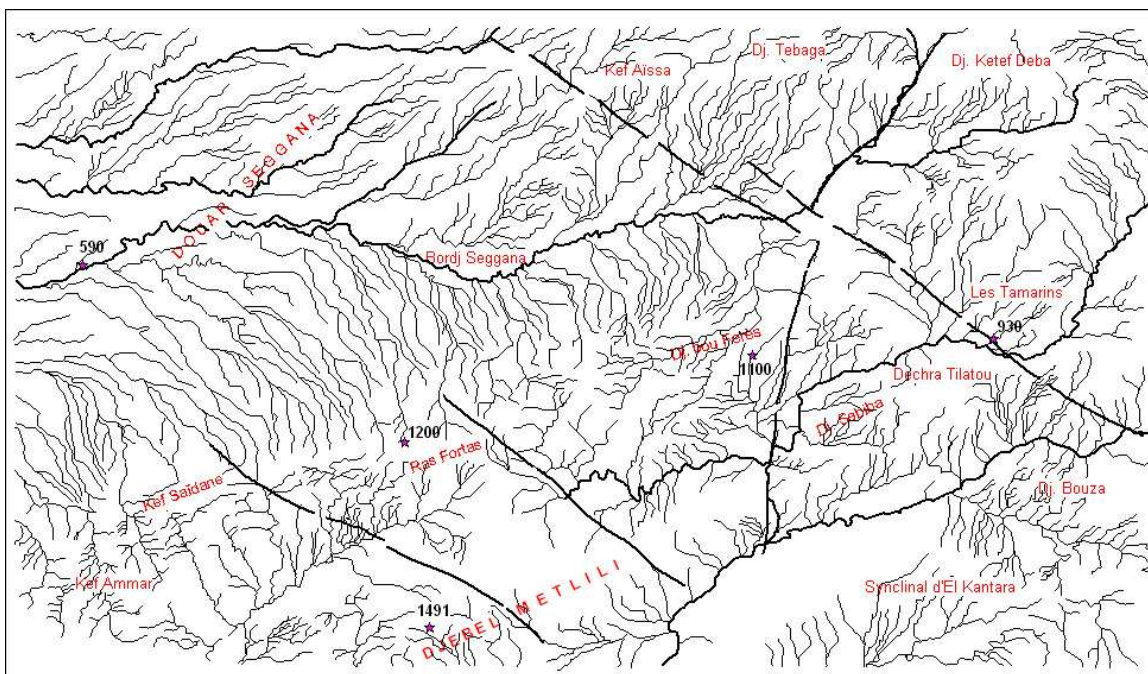 Dj. Tebaga
Dj. Ketef Deba
Kef Aïssa
DOUAR SEGGANA
590
Bordj Seggana
Les Tamarins
930
Dj. bou Feres
1100
Dechra Tilatou
Dj. Sebiba
1200
Ras Fortas
Kef Saïdane
Dj. Bouza
Kef Ammar
Synclinal d'El Kantara
1491
DJEBEL METLILI